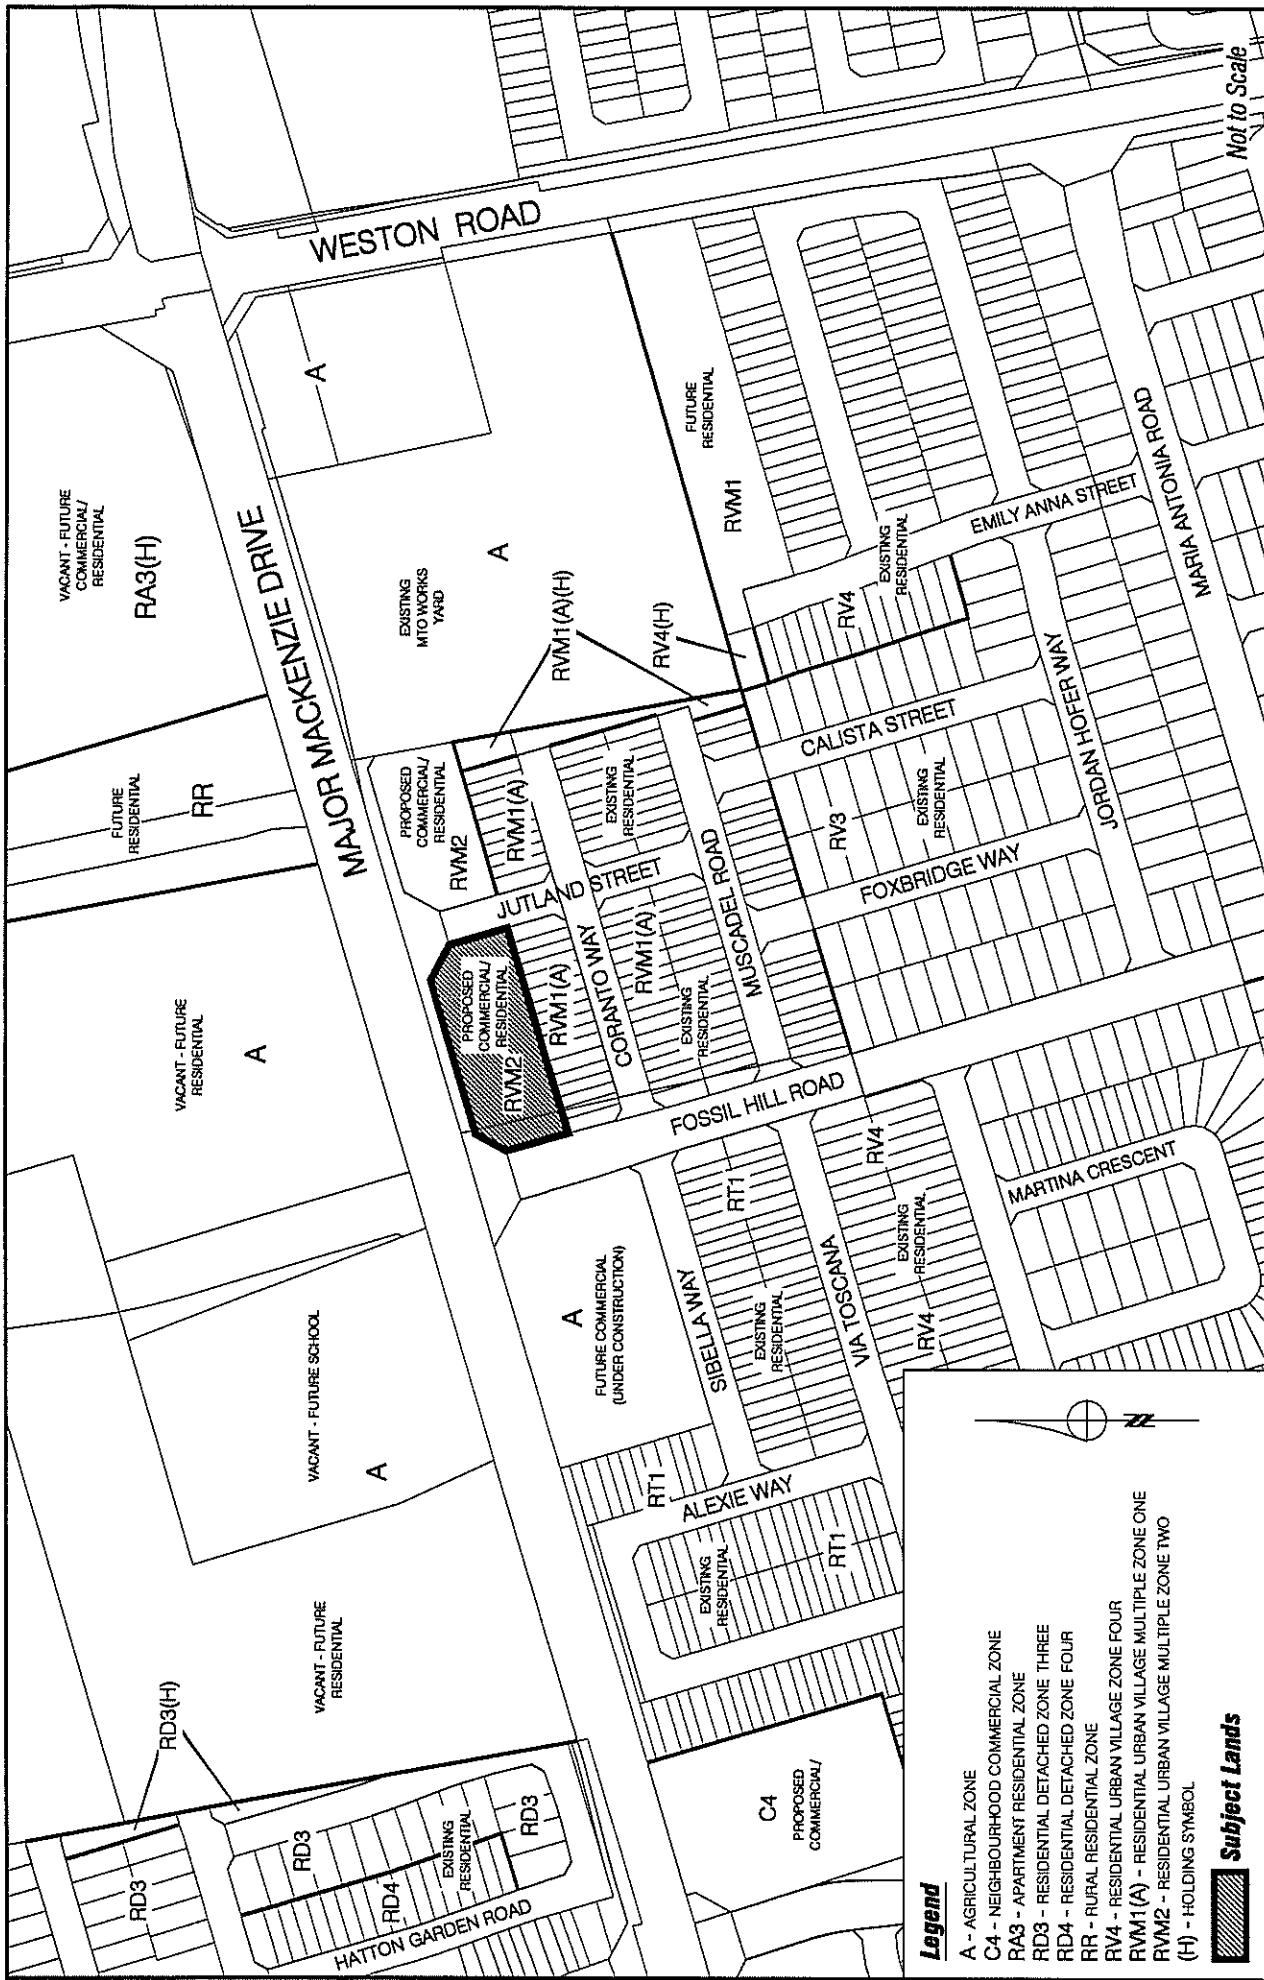 RD3(H)
RD3
RD3
RD4
EXISTING
RESIDENTIAL
RD3
HATTON GARDEN ROAD
VACANT - FUTURE
RESIDENTIAL
VACANT - FUTURE SCHOOL
A
VACANT - FUTURE
RESIDENTIAL
A
FUTURE
RESIDENTIAL
RR
VACANT - FUTURE
COMMERCIAL/
RESIDENTIAL
RA3(H)
MAJOR MACKENZIE DRIVE
WESTON ROAD
C4
PROPOSED
COMMERCIAL/
EXISTING
RESIDENTIAL
RT1
RT1
ALEXIE WAY
A
FUTURE COMMERCIAL
(UNDER CONSTRUCTION)
SIBELLA WAY
EXISTING
RESIDENTIAL
RT1
VIA TOSCANA
EXISTING
RESIDENTIAL
RV4
RV4
MARTINA CRESCENT
FOSSIL HILL ROAD
PROPOSED
COMMERCIAL/
RESIDENTIAL
RVM2
RVM1(A)
CORANTO WAY
RVM1(A)
EXISTING
RESIDENTIAL
MUSCADEL ROAD
JUTLAND STREET
PROPOSED
COMMERCIAL/
RESIDENTIAL
RVM2
RVM1(A)
EXISTING
RESIDENTIAL
RVM1(A)(H)
RV4(H)
EXISTING
MTO WORKS
YARD
A
A
FUTURE
RESIDENTIAL
RVM1
RV3
EXISTING
RESIDENTIAL
FOXBRIDGE WAY
CALISTA STREET
JORDAN HOFER WAY
RV4
EXISTING
RESIDENTIAL
EMILY ANNA STREET
MARIA ANTONIA ROAD
Not to Scale
Legend
A - AGRICULTURAL ZONE
C4 - NEIGHBOURHOOD COMMERCIAL ZONE
RA3 - APARTMENT RESIDENTIAL ZONE
RD3 - RESIDENTIAL DETACHED ZONE THREE
RD4 - RESIDENTIAL DETACHED ZONE FOUR
RR - RURAL RESIDENTIAL ZONE
RV4 - RESIDENTIAL URBAN VILLAGE ZONE FOUR
RVM1(A) - RESIDENTIAL URBAN VILLAGE MULTIPLE ZONE ONE
RVM2 - RESIDENTIAL URBAN VILLAGE MULTIPLE ZONE TWO
(H) - HOLDING SYMBOL
Subject Lands
N